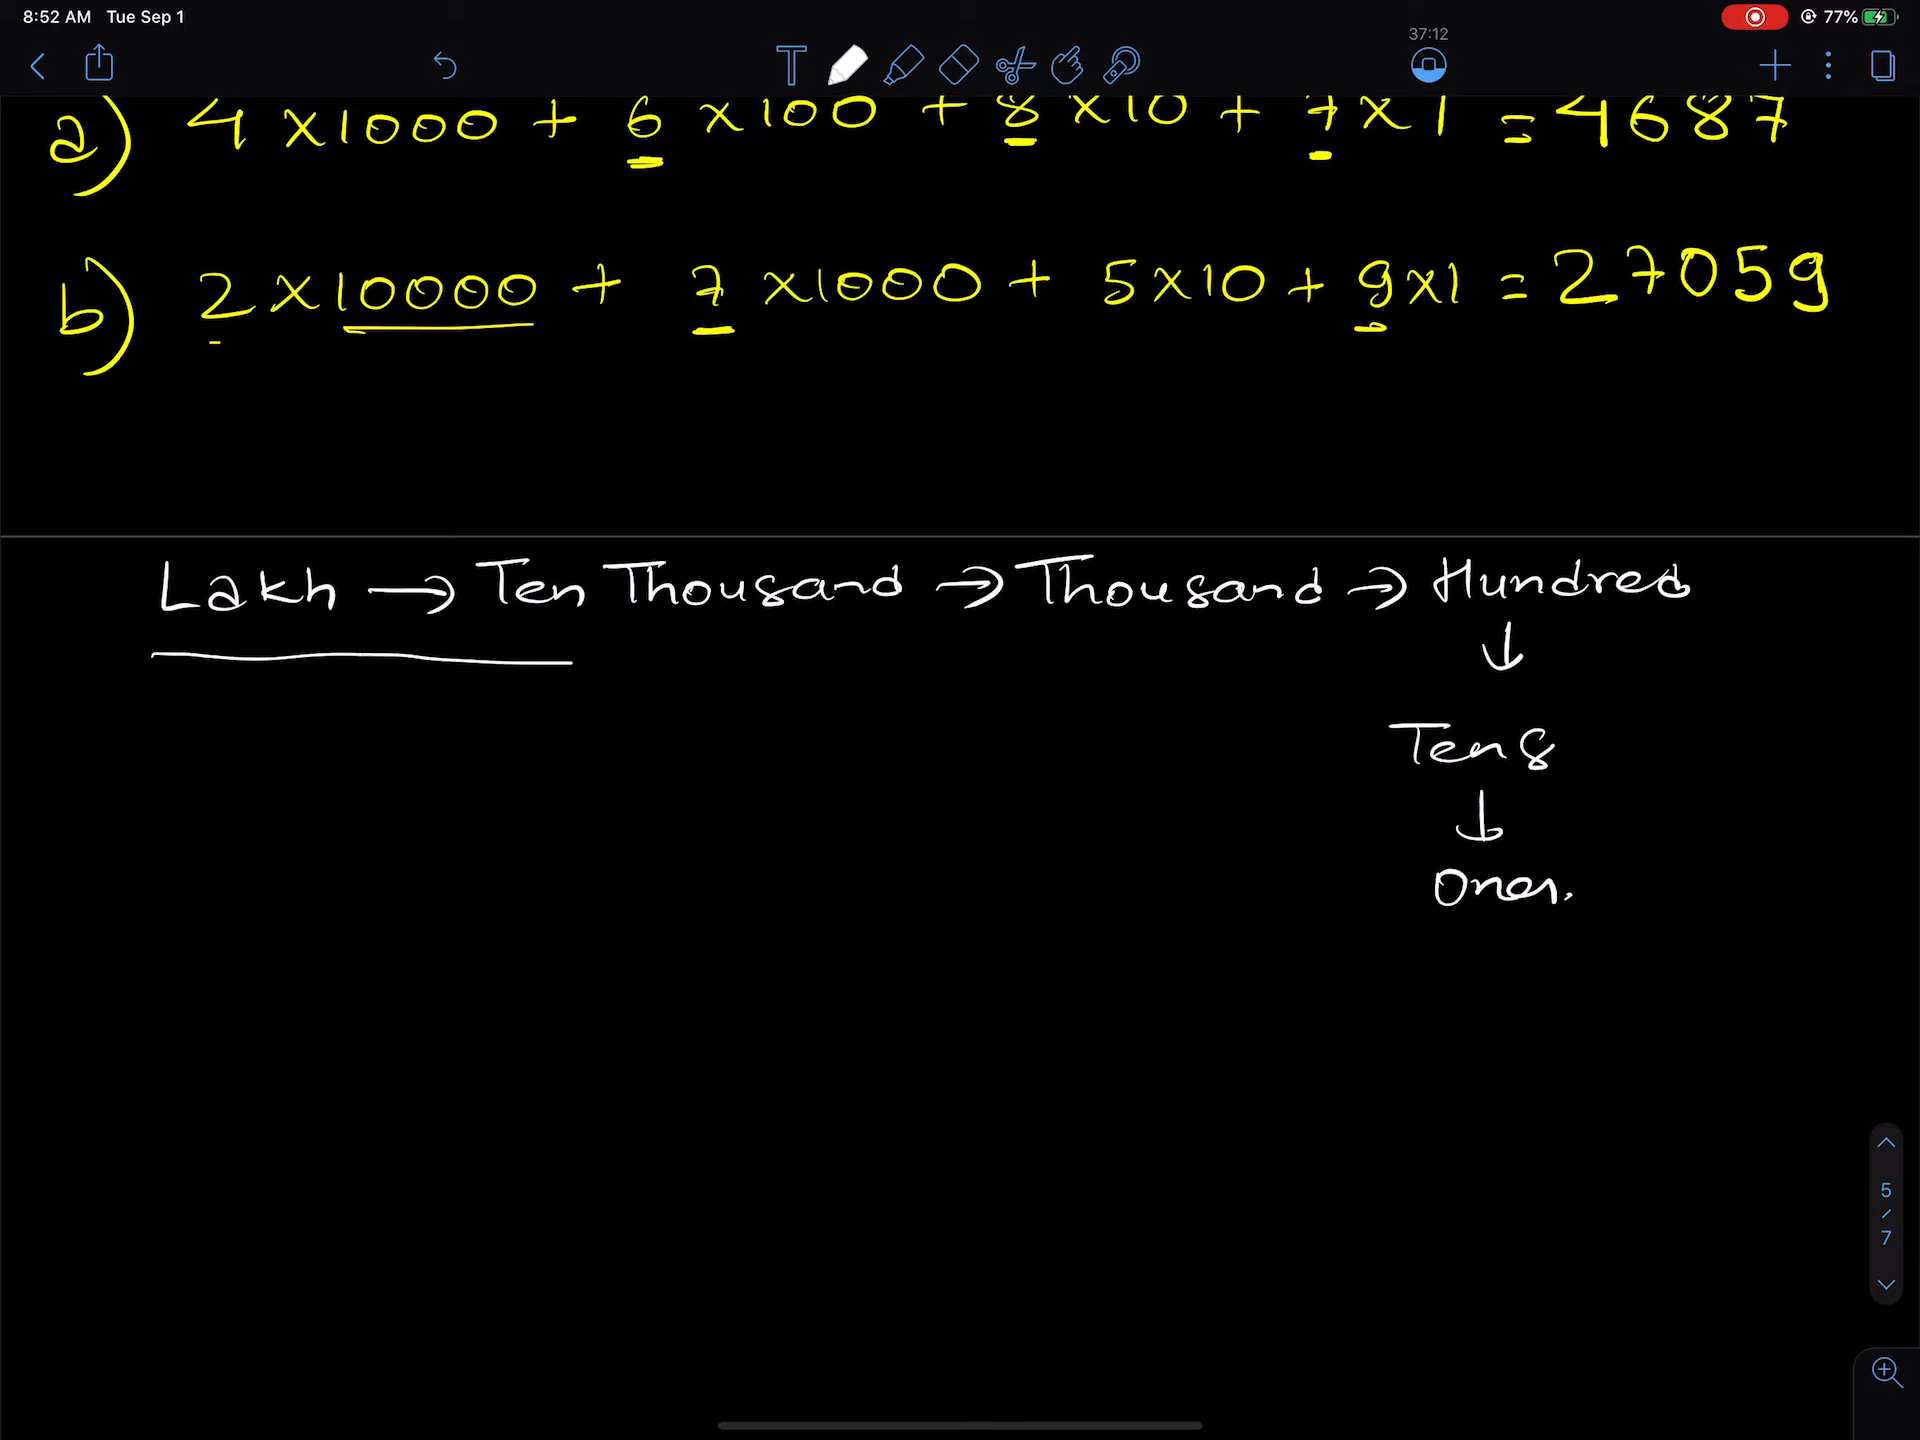 8:52 AM Tue Sep 1
77%
37:12
T
a) 4 x1000 + 6 x100 + 8 x10 + 7 x 1 = 4687
b) 2 x10000 + 7 x1000 + 5x10 + 9x1 = 27059
Lakh → Ten Thousand → Thousand → Hundred
↓
Tens
↓
Ones.
5
/
7